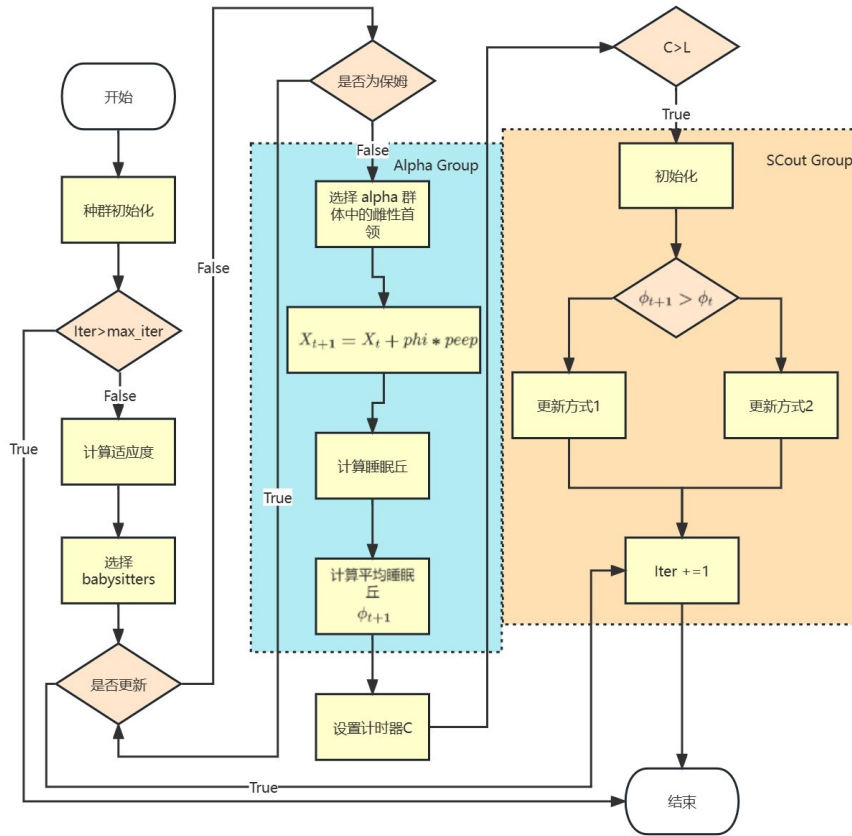 开始
种群初始化
Iter>max_iter
False
True
计算适应度
选择
babysitters
是否更新
False
True
是否为保姆
False
True
Alpha Group
选择 alpha 群
体中的雌性首
领
X_{t+1} = X_t + phi * peep
计算睡眠丘
计算平均睡眠
丘
ϕ_{t+1}
设置计时器C
C>L
True
SCout Group
初始化
ϕ_{t+1} > ϕ_t
更新方式1
更新方式2
Iter +=1
结束